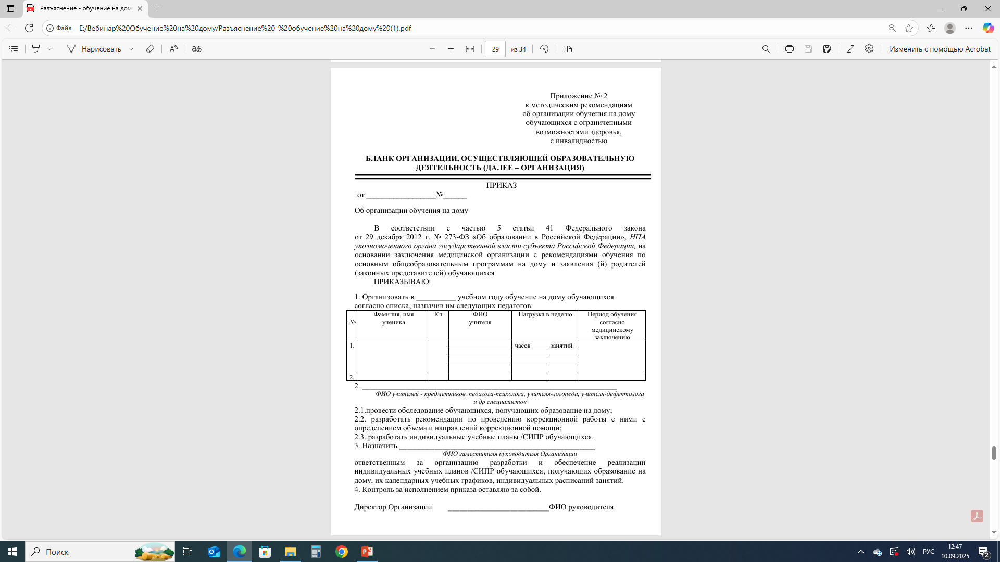 Разъяснение - обучение на дом
Файл
E:/Вебинар%20Обучение%20на%20дому/Разъяснение%20-%20обучение%20на%20дому%20(1).pdf
Нарисовать
29 из 34
Изменить с помощью Acrobat
Приложение № 2
к методическим рекомендациям
об организации обучения на дому
обучающихся с ограниченными
возможностями здоровья,
с инвалидностью
БЛАНК ОРГАНИЗАЦИИ, ОСУЩЕСТВЛЯЮЩЕЙ ОБРАЗОВАТЕЛЬНУЮ
ДЕЯТЕЛЬНОСТЬ (ДАЛЕЕ – ОРГАНИЗАЦИЯ)
ПРИКАЗ
от __________________№______
Об организации обучения на дому
В соответствии с частью 5 статьи 41 Федерального закона
от 29 декабря 2012 г. № 273-ФЗ «Об образовании в Российской Федерации», НПА
уполномоченного органа государственной власти субъекта Российской Федерации, на
основании заключения медицинской организации с рекомендациями обучения по
основным общеобразовательным программам на дому и заявления (й) родителей
(законных представителей) обучающихся
ПРИКАЗЫВАЮ:
1. Организовать в __________ учебном году обучение на дому обучающихся
согласно списка, назначив им следующих педагогов:
№ Фамилия, имя ученика Кл. ФИО учителя Нагрузка в неделю Период обучения согласно медицинскому заключению
1. часов занятий
2.
2. __________________________________________________________________
ФИО учителей - предметников, педагога-психолога, учителя-логопеда, учителя-дефектолога
и др специалистов
2.1.провести обследование обучающихся, получающих образование на дому;
2.2. разработать рекомендации по проведению коррекционной работы с ними с
определением объема и направлений коррекционной помощи;
2.3. разработать индивидуальные учебные планы /СИПР обучающихся.
3. Назначить __________________________________________________
ФИО заместителя руководителя Организации
ответственным за организацию разработки и обеспечение реализации
индивидуальных учебных планов /СИПР обучающихся, получающих образование на
дому, их календарных учебных графиков, индивидуальных расписаний занятий.
4. Контроль за исполнением приказа оставляю за собой.
Директор Организации __________________________ФИО руководителя
Поиск
РУС
12:47
10.09.2025
2